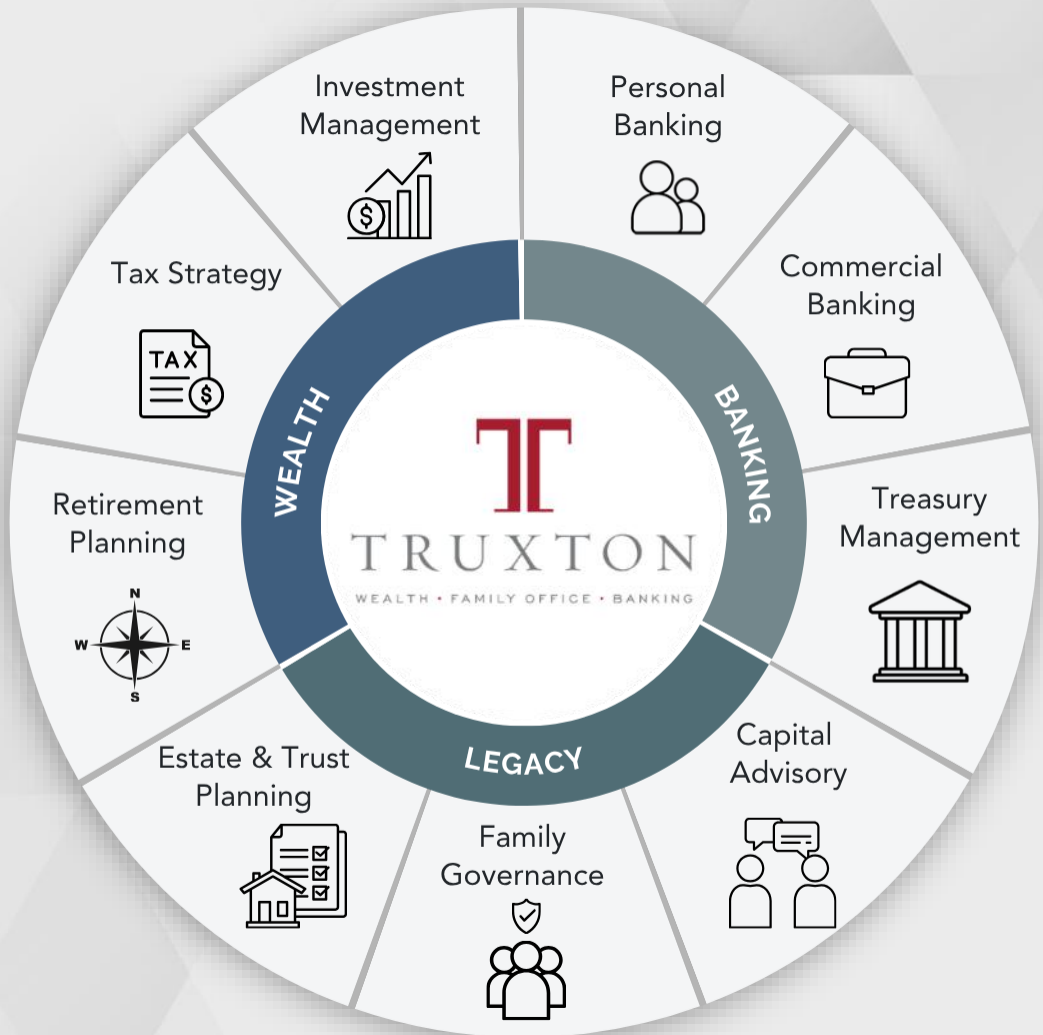 Investment
Management
Personal
Banking
Tax Strategy
TAX
$
$
Commercial
Banking
WEALTH
BANKING
TRUXTON
WEALTH • FAMILY OFFICE • BANKING
Retirement
Planning
N
W
E
S
Treasury
Management
LEGACY
Estate & Trust
Planning
Family
Governance
Capital
Advisory